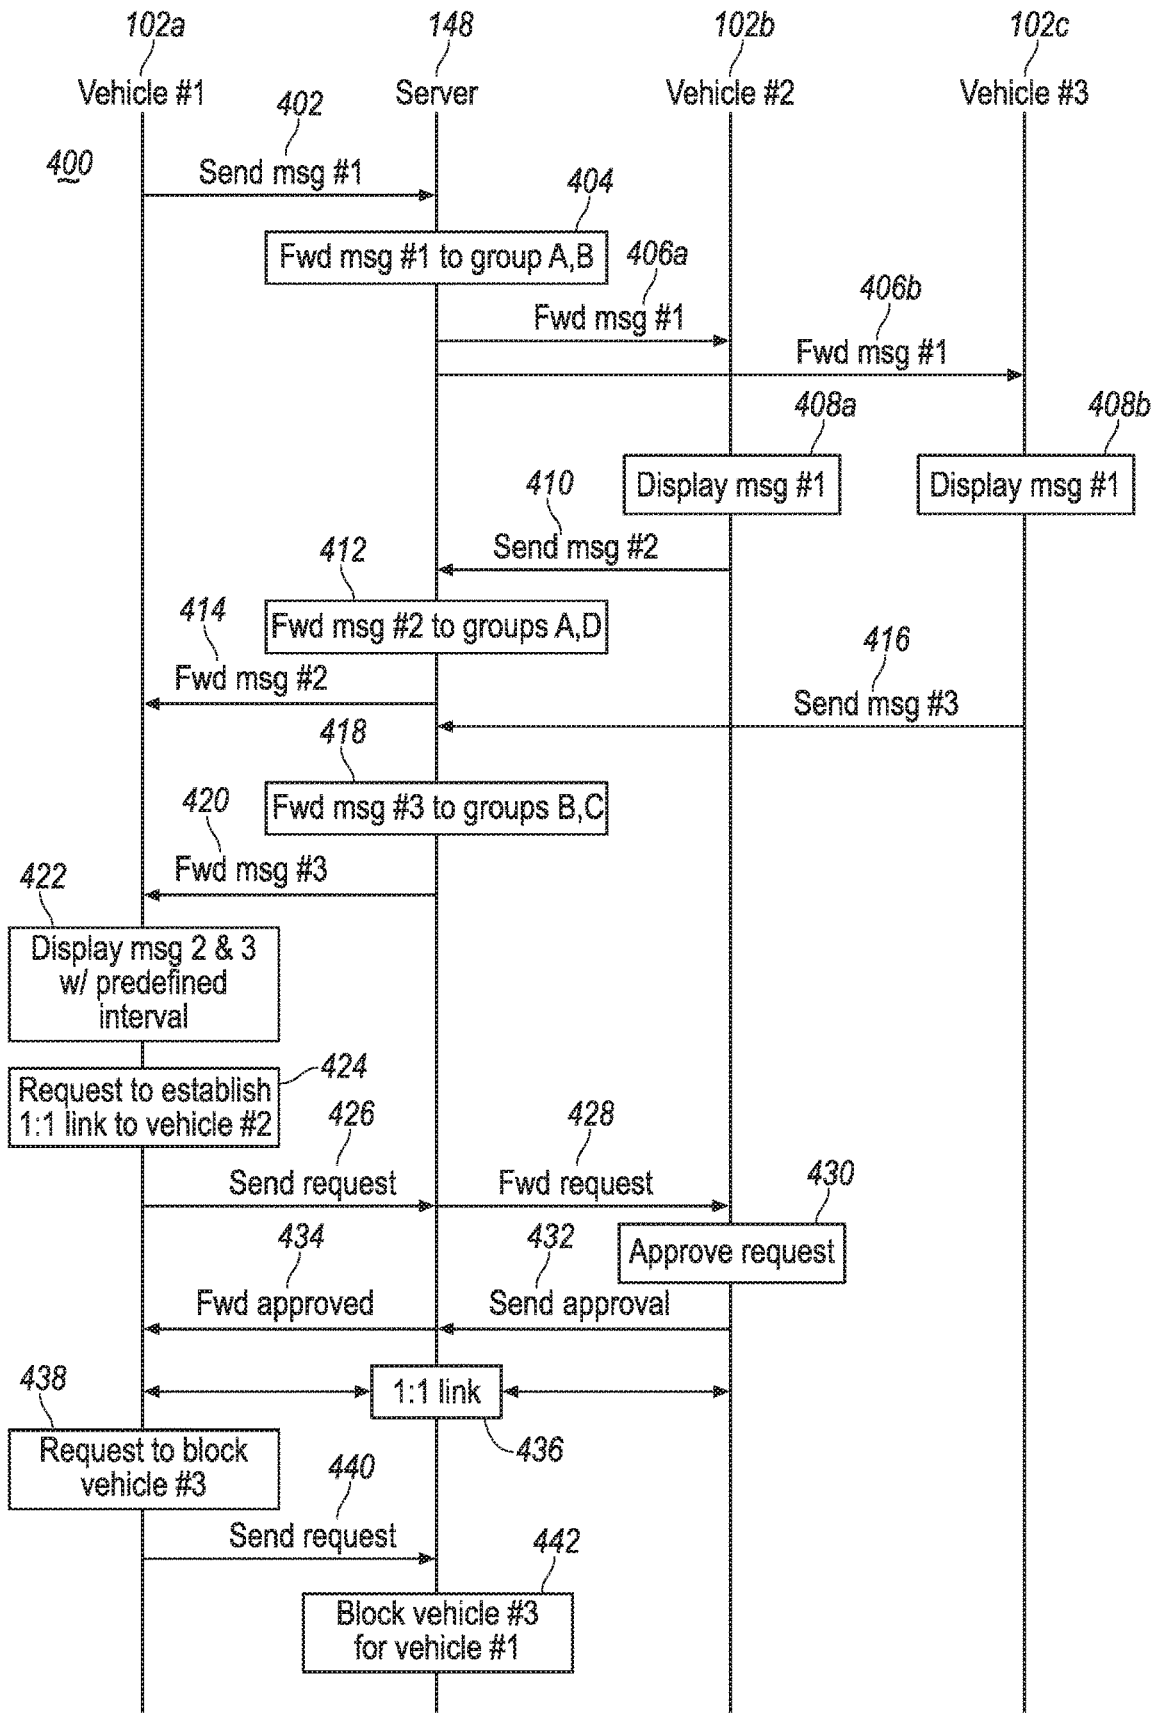 102a 148 102b 102c
Vehicle #1 Server Vehicle #2 Vehicle #3
402
400
Send msg #1
404
Fwd msg #1 to group A,B
406a
Fwd msg #1
406b
Fwd msg #1
408a 408b
Display msg #1 Display msg #1
410
Send msg #2
412
Fwd msg #2 to groups A,D
414
Fwd msg #2
416
Send msg #3
418
Fwd msg #3 to groups B,C
420
Fwd msg #3
422
Display msg 2 & 3
w/ predefined
interval
424
Request to establish
1:1 link to vehicle #2
426 428
Send request Fwd request
430
Approve request
434 432
Fwd approved Send approval
1:1 link
436
438
Request to block
vehicle #3
440
Send request
442
Block vehicle #3
for vehicle #1